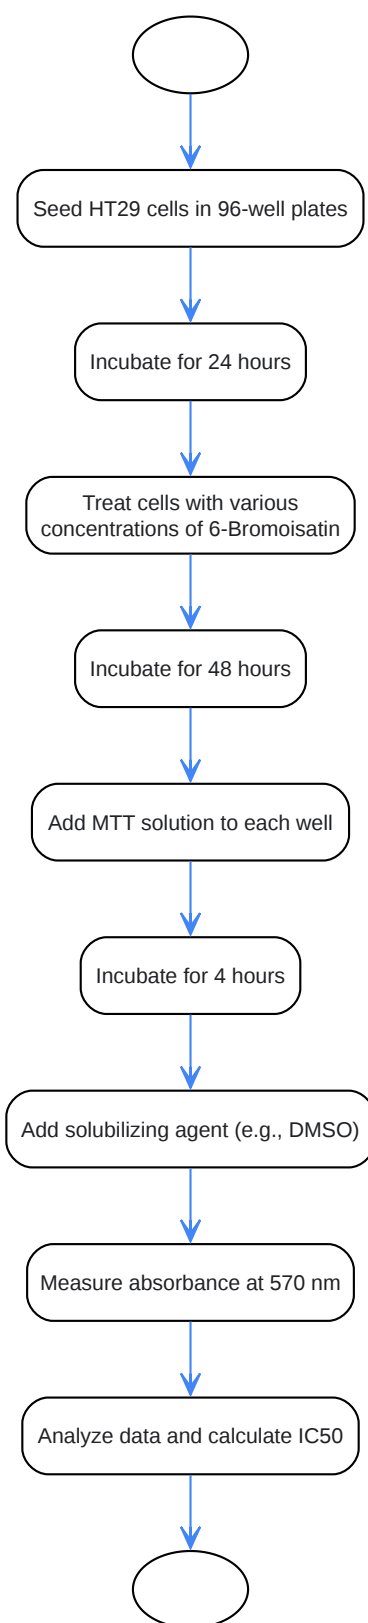 Seed HT29 cells in 96-well plates
Incubate for 24 hours
Treat cells with various
concentrations of 6-Bromoisatin
Incubate for 48 hours
Add MTT solution to each well
Incubate for 4 hours
Add solubilizing agent (e.g., DMSO)
Measure absorbance at 570 nm
Analyze data and calculate IC50